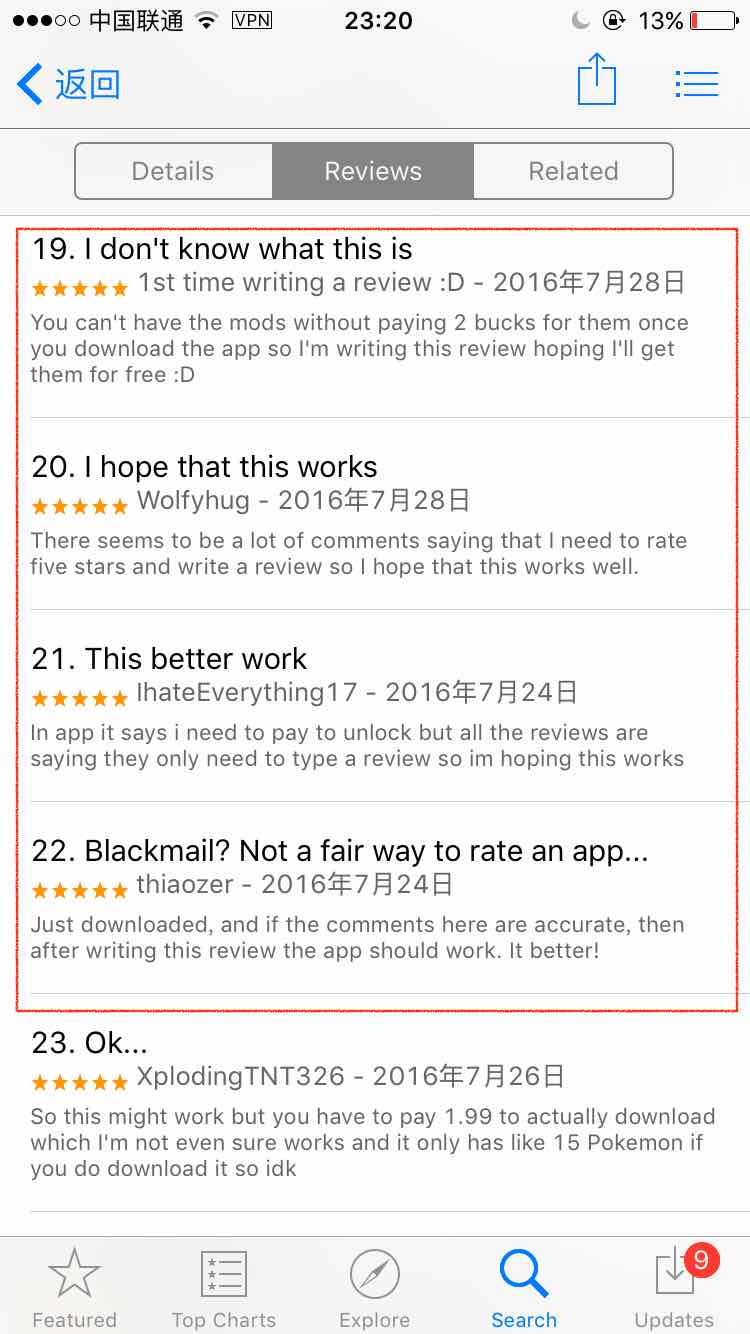 中国联通 VPN 23:20 13%
返回
Details Reviews Related
19. I don't know what this is
1st time writing a review :D - 2016年7月28日
You can't have the mods without paying 2 bucks for them once
you download the app so I'm writing this review hoping I'll get
them for free :D
20. I hope that this works
Wolfyhug - 2016年7月28日
There seems to be a lot of comments saying that I need to rate
five stars and write a review so I hope that this works well.
21. This better work
IhateEverything17 - 2016年7月24日
In app it says i need to pay to unlock but all the reviews are
saying they only need to type a review so im hoping this works
22. Blackmail? Not a fair way to rate an app...
thiaozer - 2016年7月24日
Just downloaded, and if the comments here are accurate, then
after writing this review the app should work. It better!
23. Ok...
XplodingTNT326 - 2016年7月26日
So this might work but you have to pay 1.99 to actually download
which I'm not even sure works and it only has like 15 Pokemon if
you do download it so idk
9
Featured Top Charts Explore Search Updates